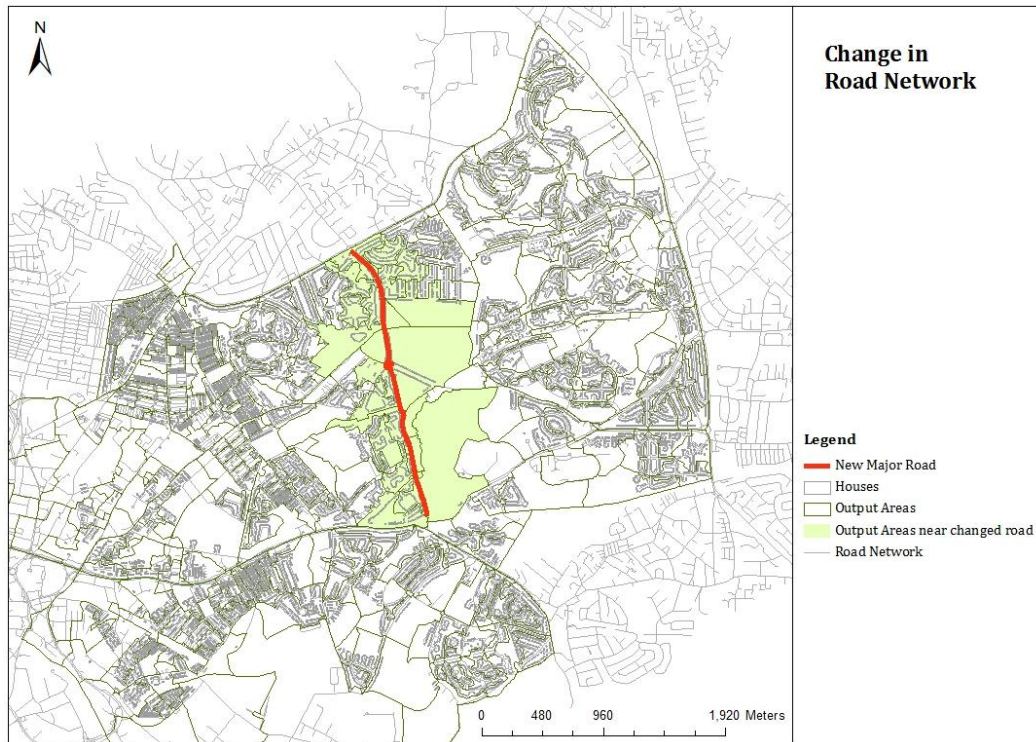 N
Change in
Road Network
Legend
New Major Road
Houses
Output Areas
Output Areas near changed road
Road Network
0 480 960 1,920 Meters